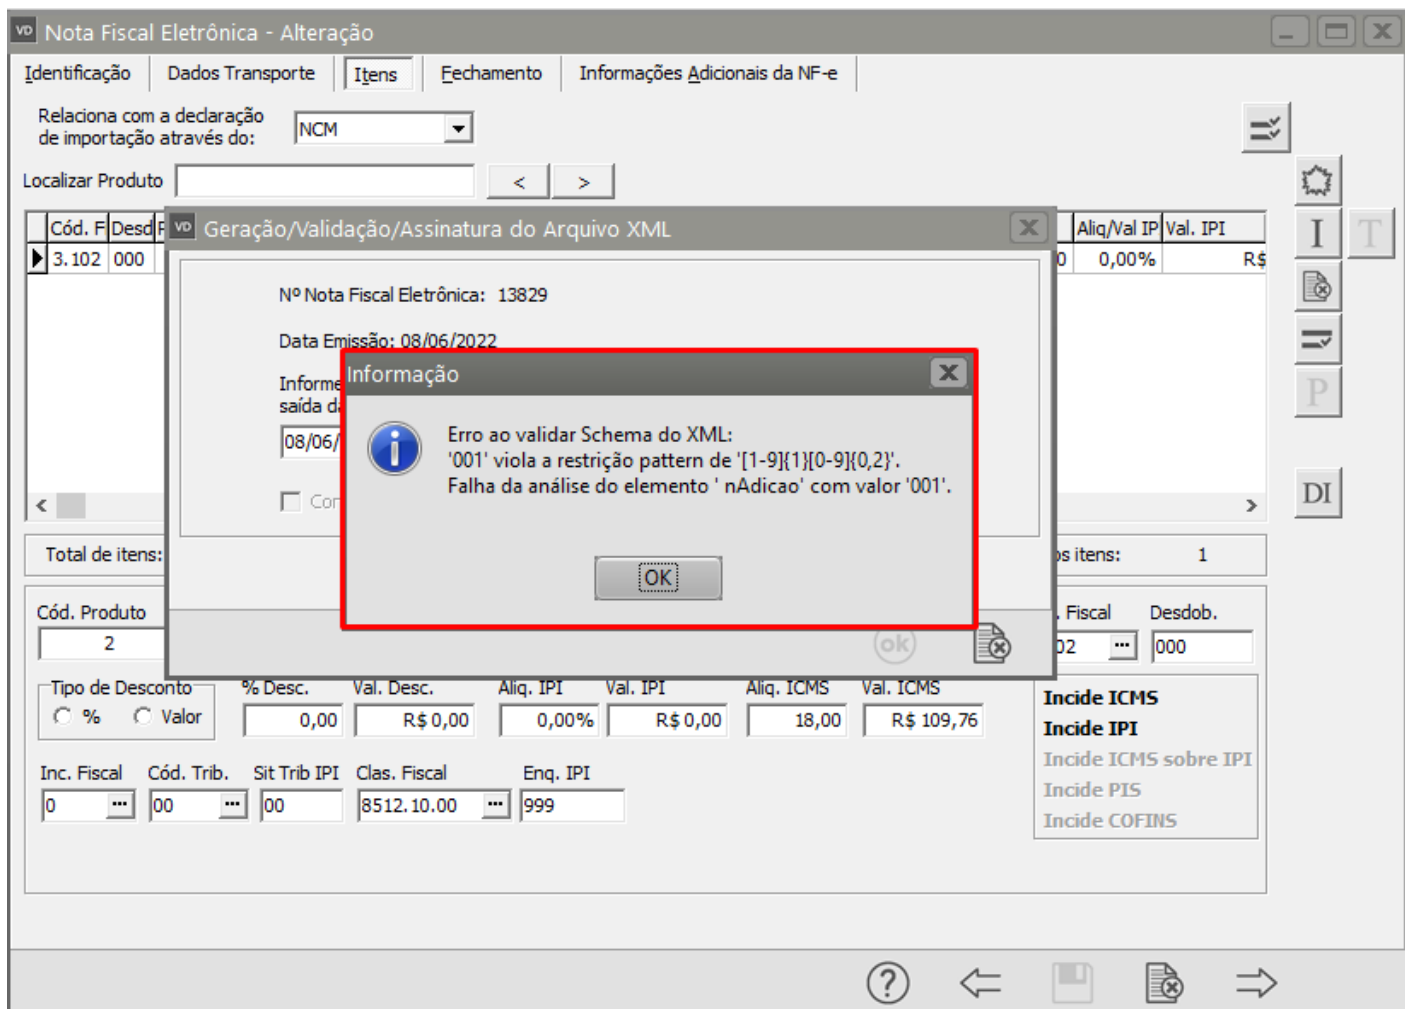 VD Nota Fiscal Eletrônica - Alteração
Identificação Dados Transporte Itens Fechamento Informações Adicionais da NF-e
Relaciona com a declaração
de importação através do:
NCM
Localizar Produto < >
Cód. F Desd Aliq/Val IP Val. IPI
3.102 000 0,00% R$
I T
P
DI
VD Geração/Validação/Assinatura do Arquivo XML
Nº Nota Fiscal Eletrônica: 13829
Data Emissão: 08/06/2022
Informe
saída
08/06/
Informação
Erro ao validar Schema do XML:
'001' viola a restrição pattern de '[1-9]{1}[0-9]{0,2}'.
Falha da análise do elemento ' nAdicao' com valor '001'.
OK
ok
Total de itens: itens: 1
Cód. Produto Fiscal Desdob.
2 02 ... 000
Tipo de Desconto % Desc. Val. Desc. Aliq. IPI Val. IPI Aliq. ICMS Val. ICMS
% Valor 0,00 R$ 0,00 0,00% R$ 0,00 18,00 R$ 109,76
Incide ICMS
Incide IPI
Incide ICMS sobre IPI
Incide PIS
Incide COFINS
Inc. Fiscal Cód. Trib. Sit Trib IPI Clas. Fiscal Enq. IPI
0 ... 00 ... 00 8512.10.00 ... 999
?